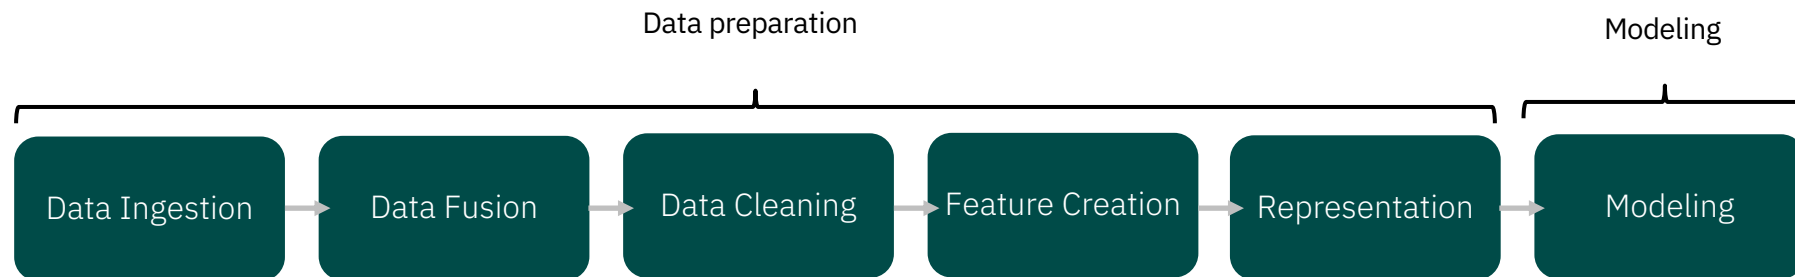 Data preparation
Modeling
Data Ingestion
Data Fusion
Data Cleaning
Feature Creation
Representation
Modeling